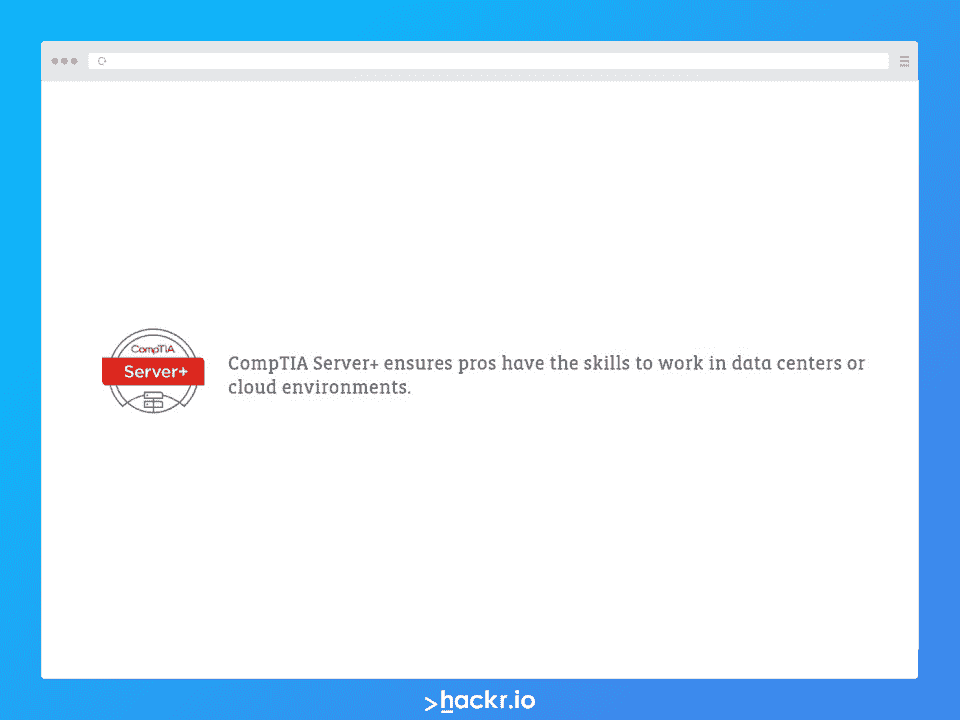 CompTIA
Server+
CompTIA Server+ ensures pros have the skills to work in data centers or
cloud environments.
>hackr.io